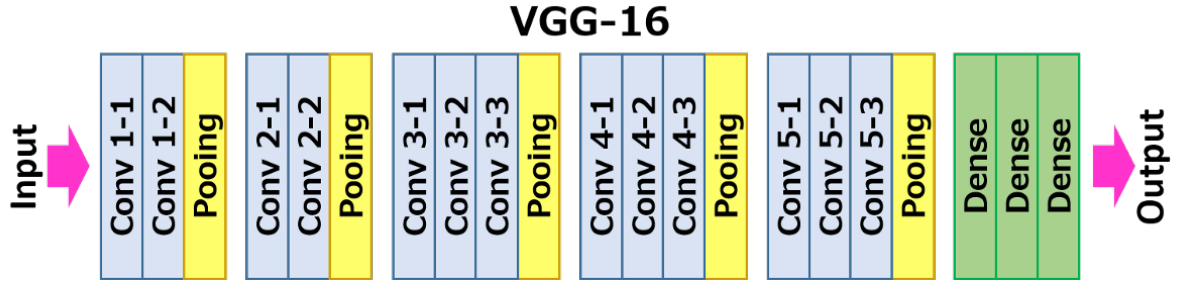 VGG-16
Input
Conv 1-1
Conv 1-2
Pooing
Conv 2-1
Conv 2-2
Pooing
Conv 3-1
Conv 3-2
Conv 3-3
Pooing
Conv 4-1
Conv 4-2
Conv 4-3
Pooing
Conv 5-1
Conv 5-2
Conv 5-3
Pooing
Dense
Dense
Dense
Output